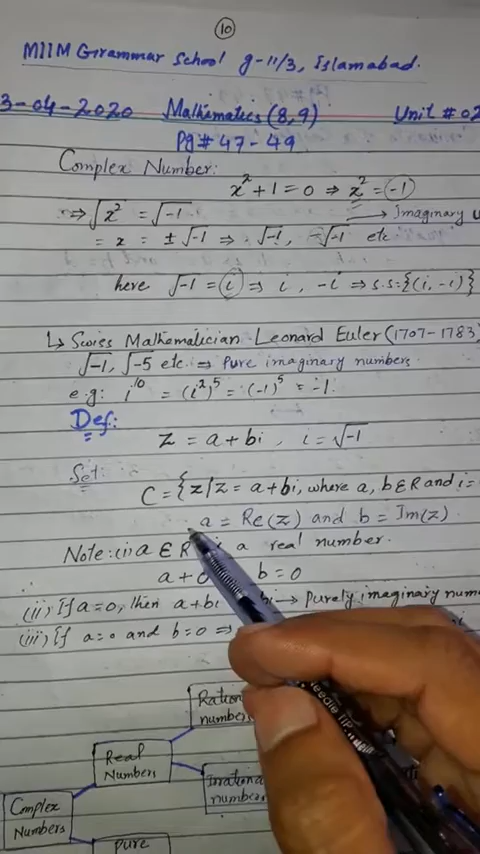 10
MIIM Grammar School g-11/3, Islamabad.
3-04-2020 Mathematics (8,9) Unit # 02
Pg # 47-49
Complex Number:
x² + 1 = 0 ⇒ x² = -1
⇒ √x² = √-1 → Imaginary
= x = ± √-1 ⇒ √-1, -√-1 etc
here √-1 = i ⇒ i, -i ⇒ s.s = {(i, -i)}
↳ Swiss Mathematician Leonard Euler (1707-1783)
√-1, √-5 etc ⇒ Pure imaginary numbers.
e.g: i¹⁰ = (i²)⁵ = (-1)⁵ = -1.
Def:
Z = a + bi, i = √-1
Set:
C = {z/z = a + bi, where a, b ∈ R and i =
a = Re(z) and b = Im(z).
Note: (i) a ∈ R a real number.
a + 0 b = 0
(ii) If a = 0, then a + bi bi → Purely imaginary
(iii) If a = 0 and b = 0 ⇒
Real Numbers
numbers
numbers
Complex Numbers
Pure